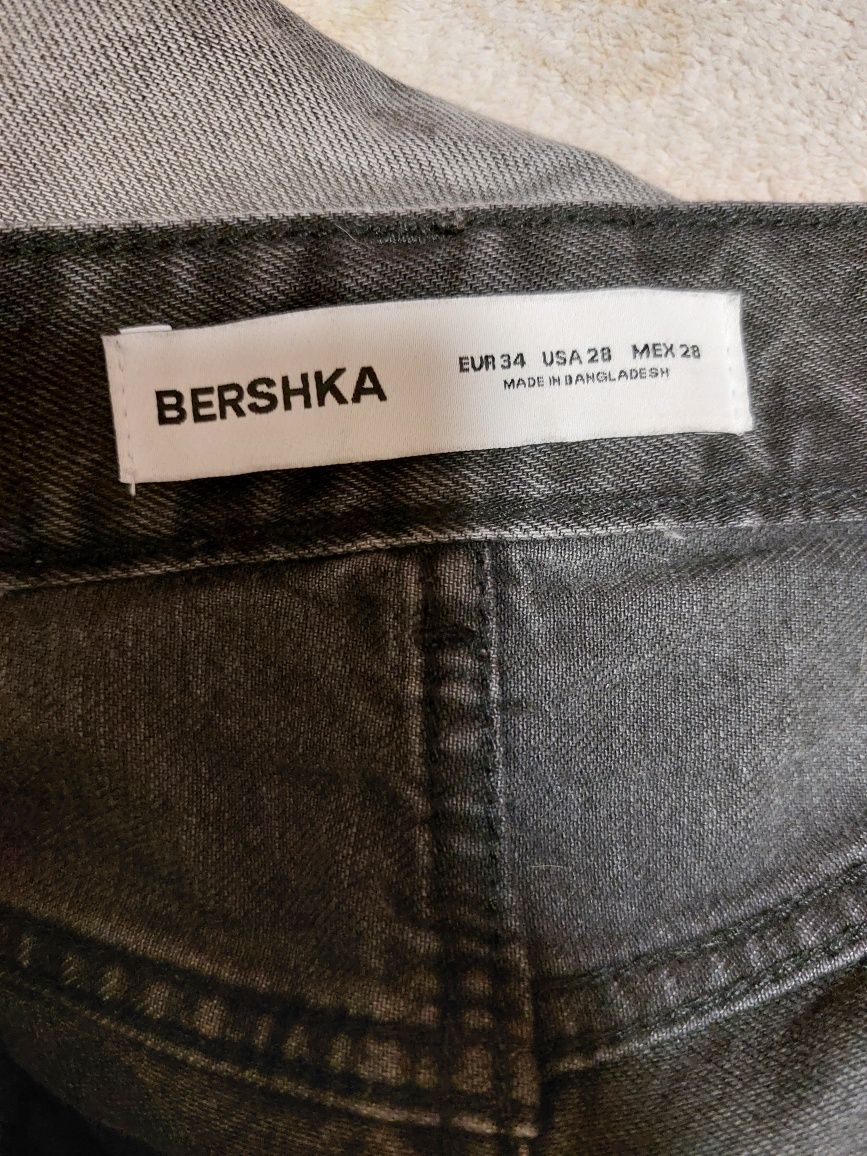 BERSHKA
EUR 34 USA 28 MEX 28
MADE IN BANGLADESH